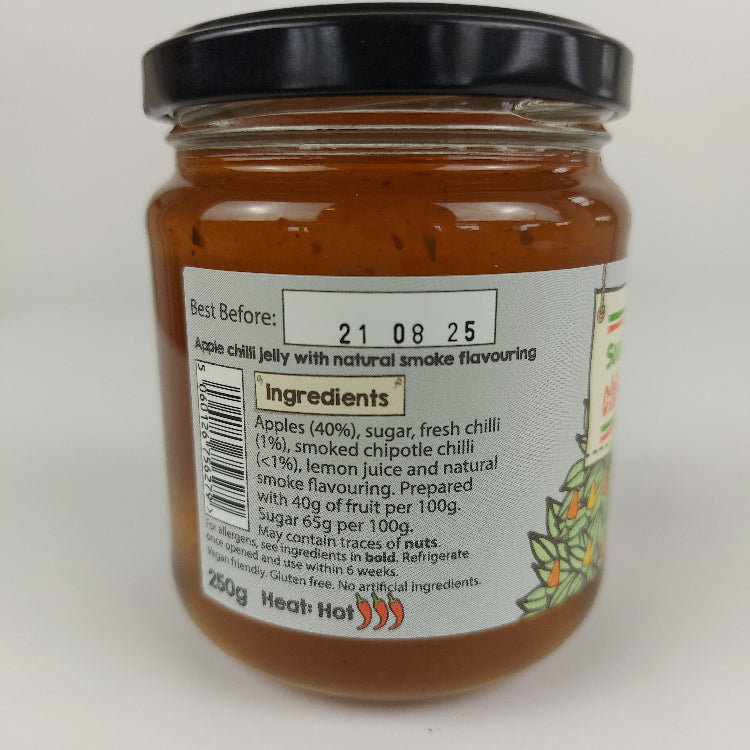 Best Before:
21 08 25
Apple chilli jelly with natural smoke flavouring
Ingredients
Apples (40%), sugar, fresh chilli
(1%), smoked chipotle chilli
(<1%), lemon juice and natural
smoke flavouring. Prepared
with 40g of fruit per 100g.
Sugar 65g per 100g.
May contain traces of nuts.
For allergens, see ingredients in bold. Refrigerate
once opened and use within 6 weeks.
Vegan friendly. Gluten free. No artificial ingredients.
250g Heat: Hot